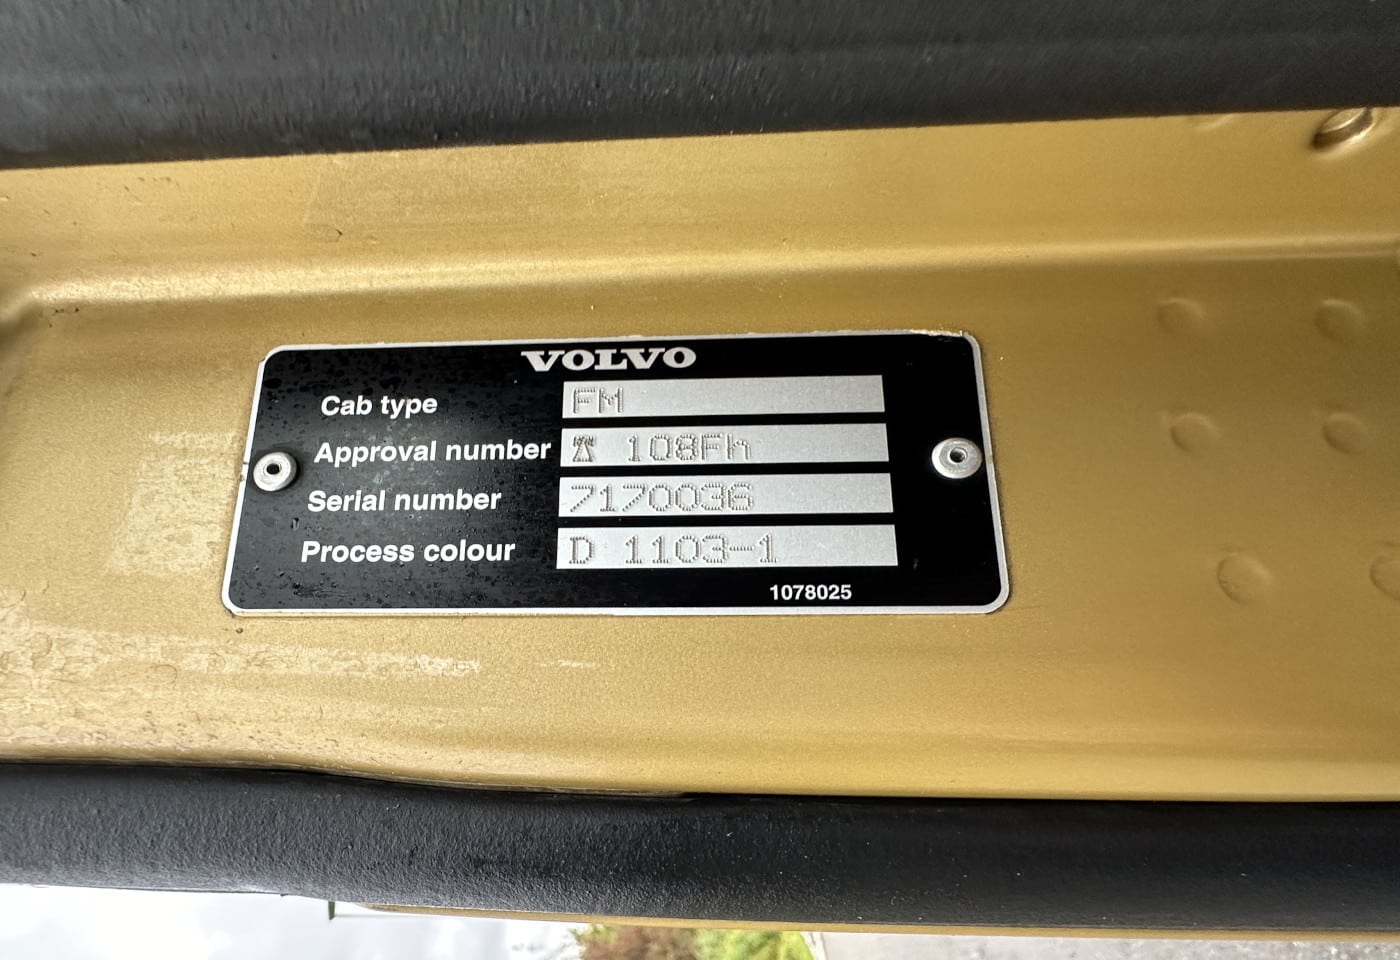 VOLVO
Cab type FM
Approval number 108Fh
Serial number 7170036
Process colour D 1103-1
1078025